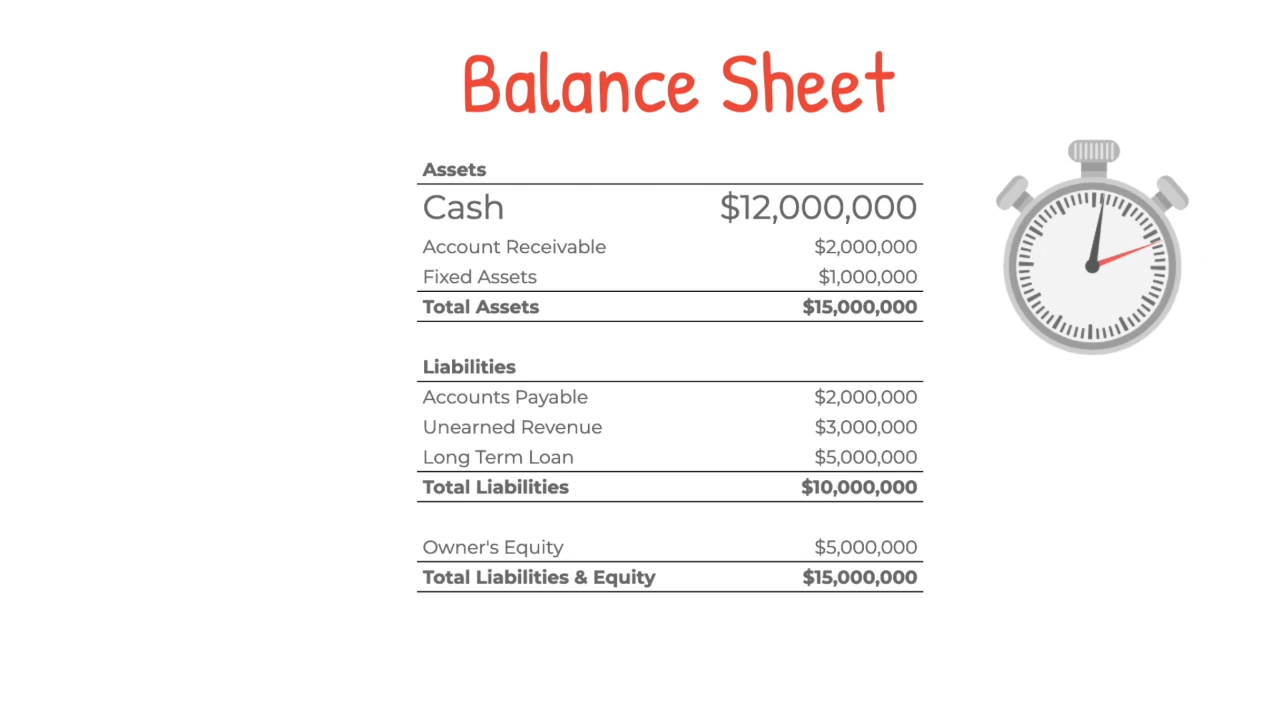 Balance Sheet
Assets
Cash $12,000,000
Account Receivable $2,000,000
Fixed Assets $1,000,000
Total Assets $15,000,000
Liabilities
Accounts Payable $2,000,000
Unearned Revenue $3,000,000
Long Term Loan $5,000,000
Total Liabilities $10,000,000
Owner's Equity $5,000,000
Total Liabilities & Equity $15,000,000